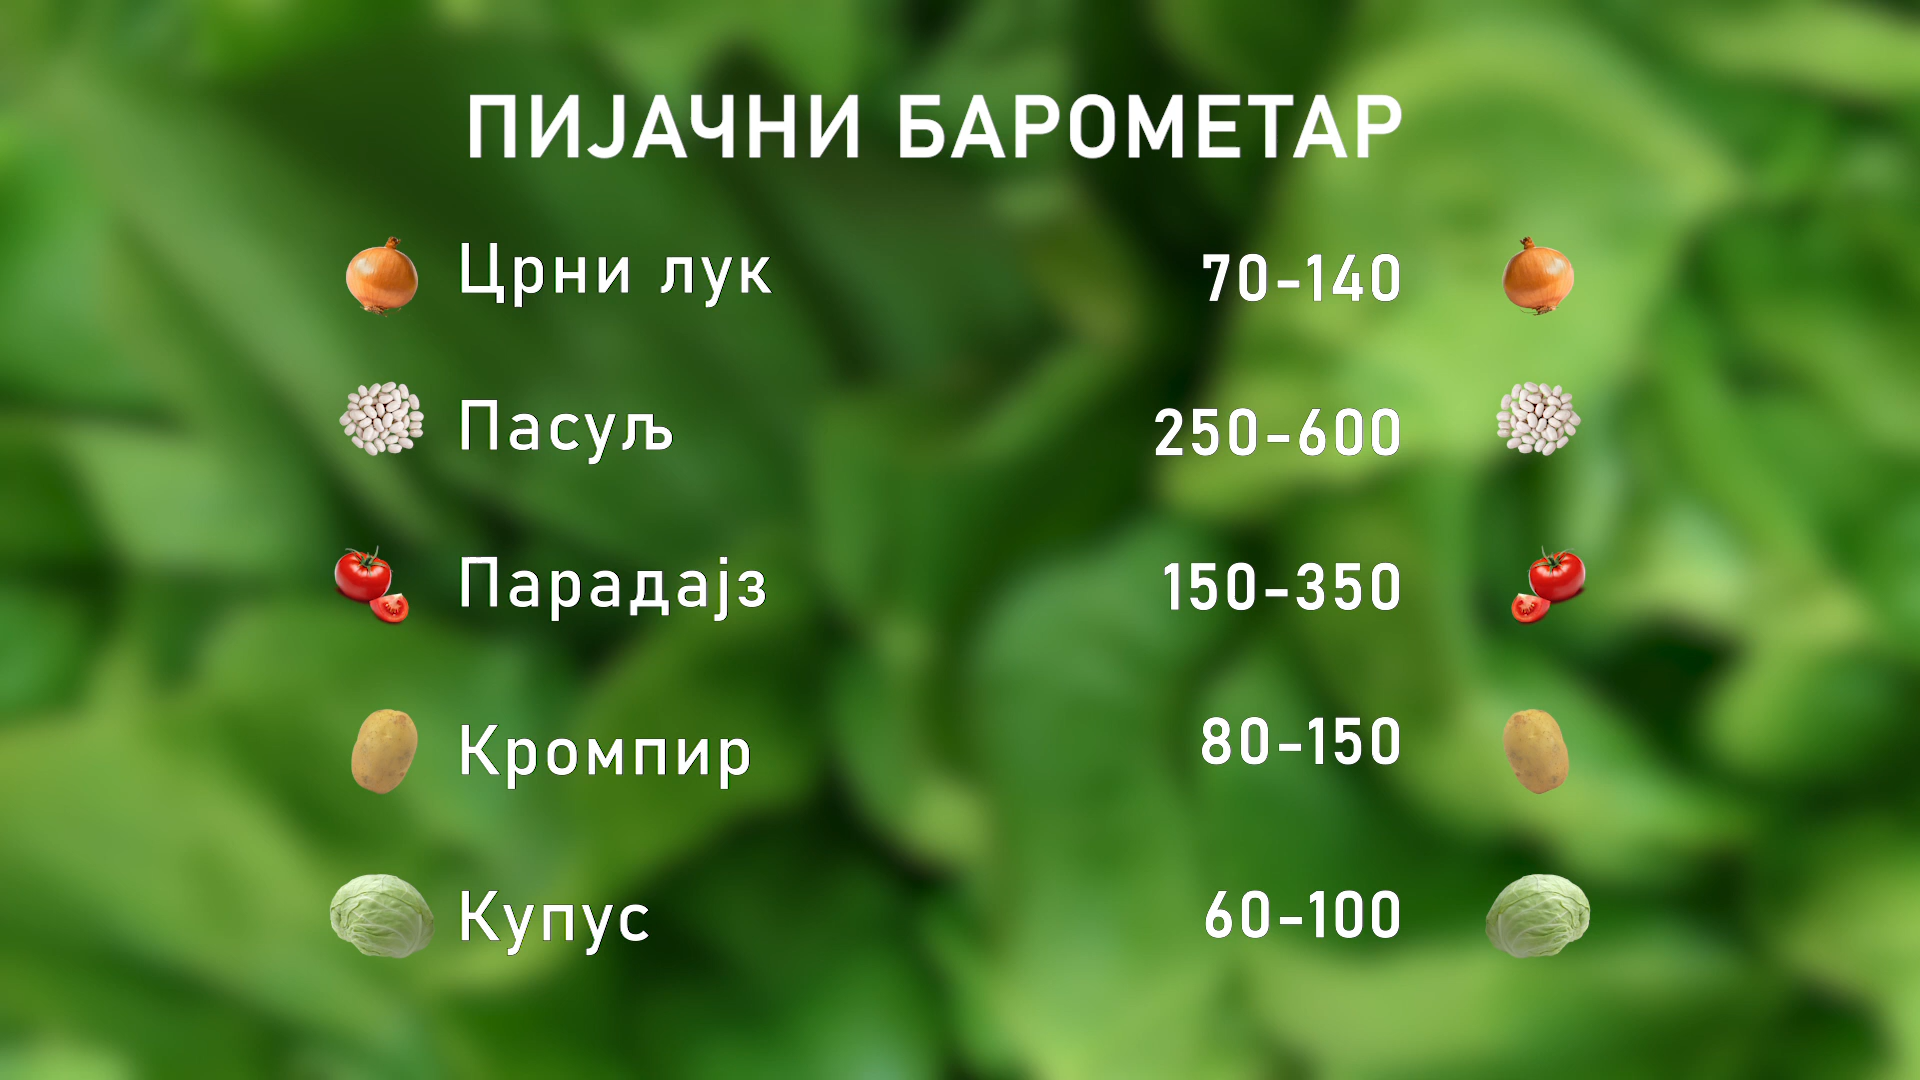 ПИЈАЧНИ БАРОМЕТАР
Црни лук 70-140
Пасуљ 250-600
Парадајз 150-350
Кромпир 80-150
Купус 60-100